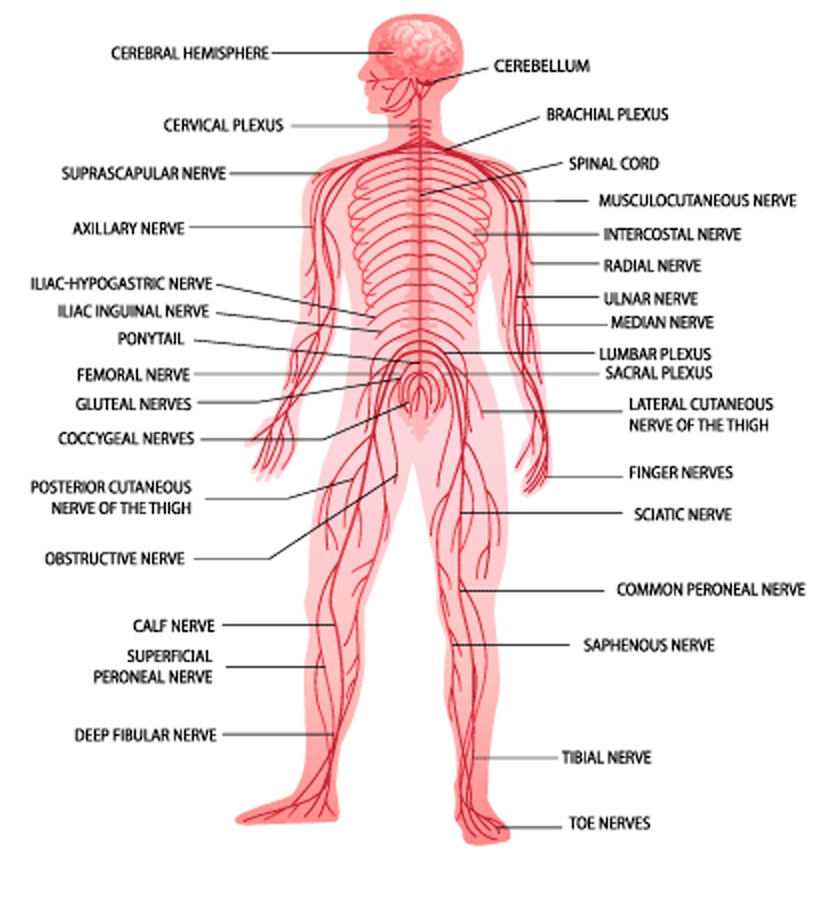 CEREBRAL HEMISPHERE
CEREBELLUM
BRACHIAL PLEXUS
CERVICAL PLEXUS
SPINAL CORD
SUPRASCAPULAR NERVE
MUSCULOCUTANEOUS NERVE
AXILLARY NERVE
INTERCOSTAL NERVE
RADIAL NERVE
ILIAC-HYPOGASTRIC NERVE
ULNAR NERVE
ILIAC INGUINAL NERVE
MEDIAN NERVE
PONYTAIL
LUMBAR PLEXUS
FEMORAL NERVE
SACRAL PLEXUS
GLUTEAL NERVES
LATERAL CUTANEOUS
NERVE OF THE THIGH
COCCYGEAL NERVES
FINGER NERVES
POSTERIOR CUTANEOUS
NERVE OF THE THIGH
SCIATIC NERVE
OBSTRUCTIVE NERVE
COMMON PERONEAL NERVE
CALF NERVE
SAPHENOUS NERVE
SUPERFICIAL
PERONEAL NERVE
DEEP FIBULAR NERVE
TIBIAL NERVE
TOE NERVES